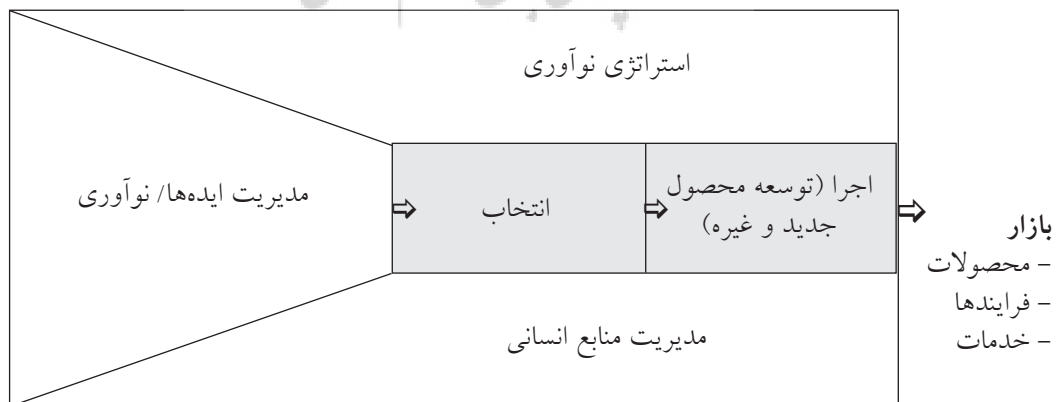 استراتژی نوآوری
مدیریت ایده‌ها/ نوآوری
انتخاب
اجرا (توسعه محصول
جدید و غیره)
بازار
– محصولات
– فرایندها
– خدمات
مدیریت منابع انسانی